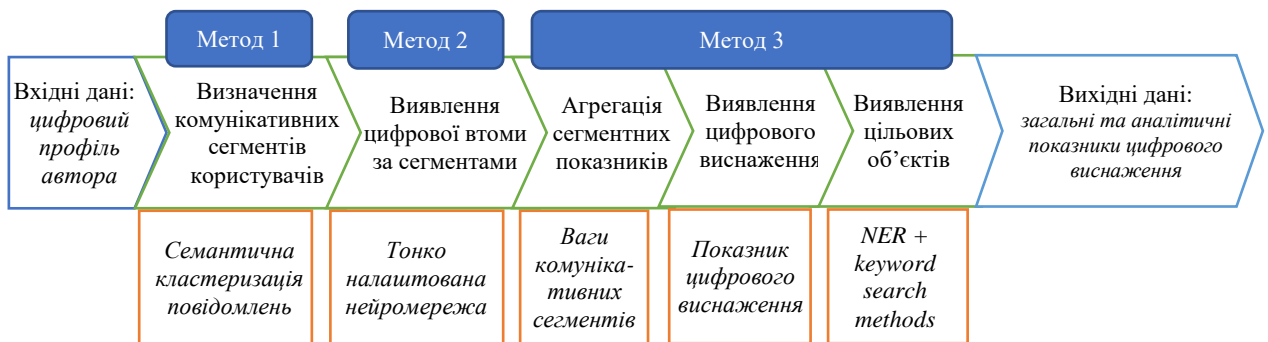 Метод 1
Метод 2
Метод 3
Вхідні дані:
цифровий
профіль
автора
Визначення
комунікативних
сегментів
користувачів
Виявлення
цифрової втоми
за сегментами
Агрегація
сегментних
показників
Виявлення
цифрового
виснаження
Виявлення
цільових
об’єктів
Вихідні дані:
загальні та аналітичні
показники цифрового
виснаження
Семантична
кластеризація
повідомлень
Тонко
налаштована
нейромережа
Ваги
комуніка-
тивних
сегментів
Показник
цифрового
виснаження
NER +
keyword
search
methods